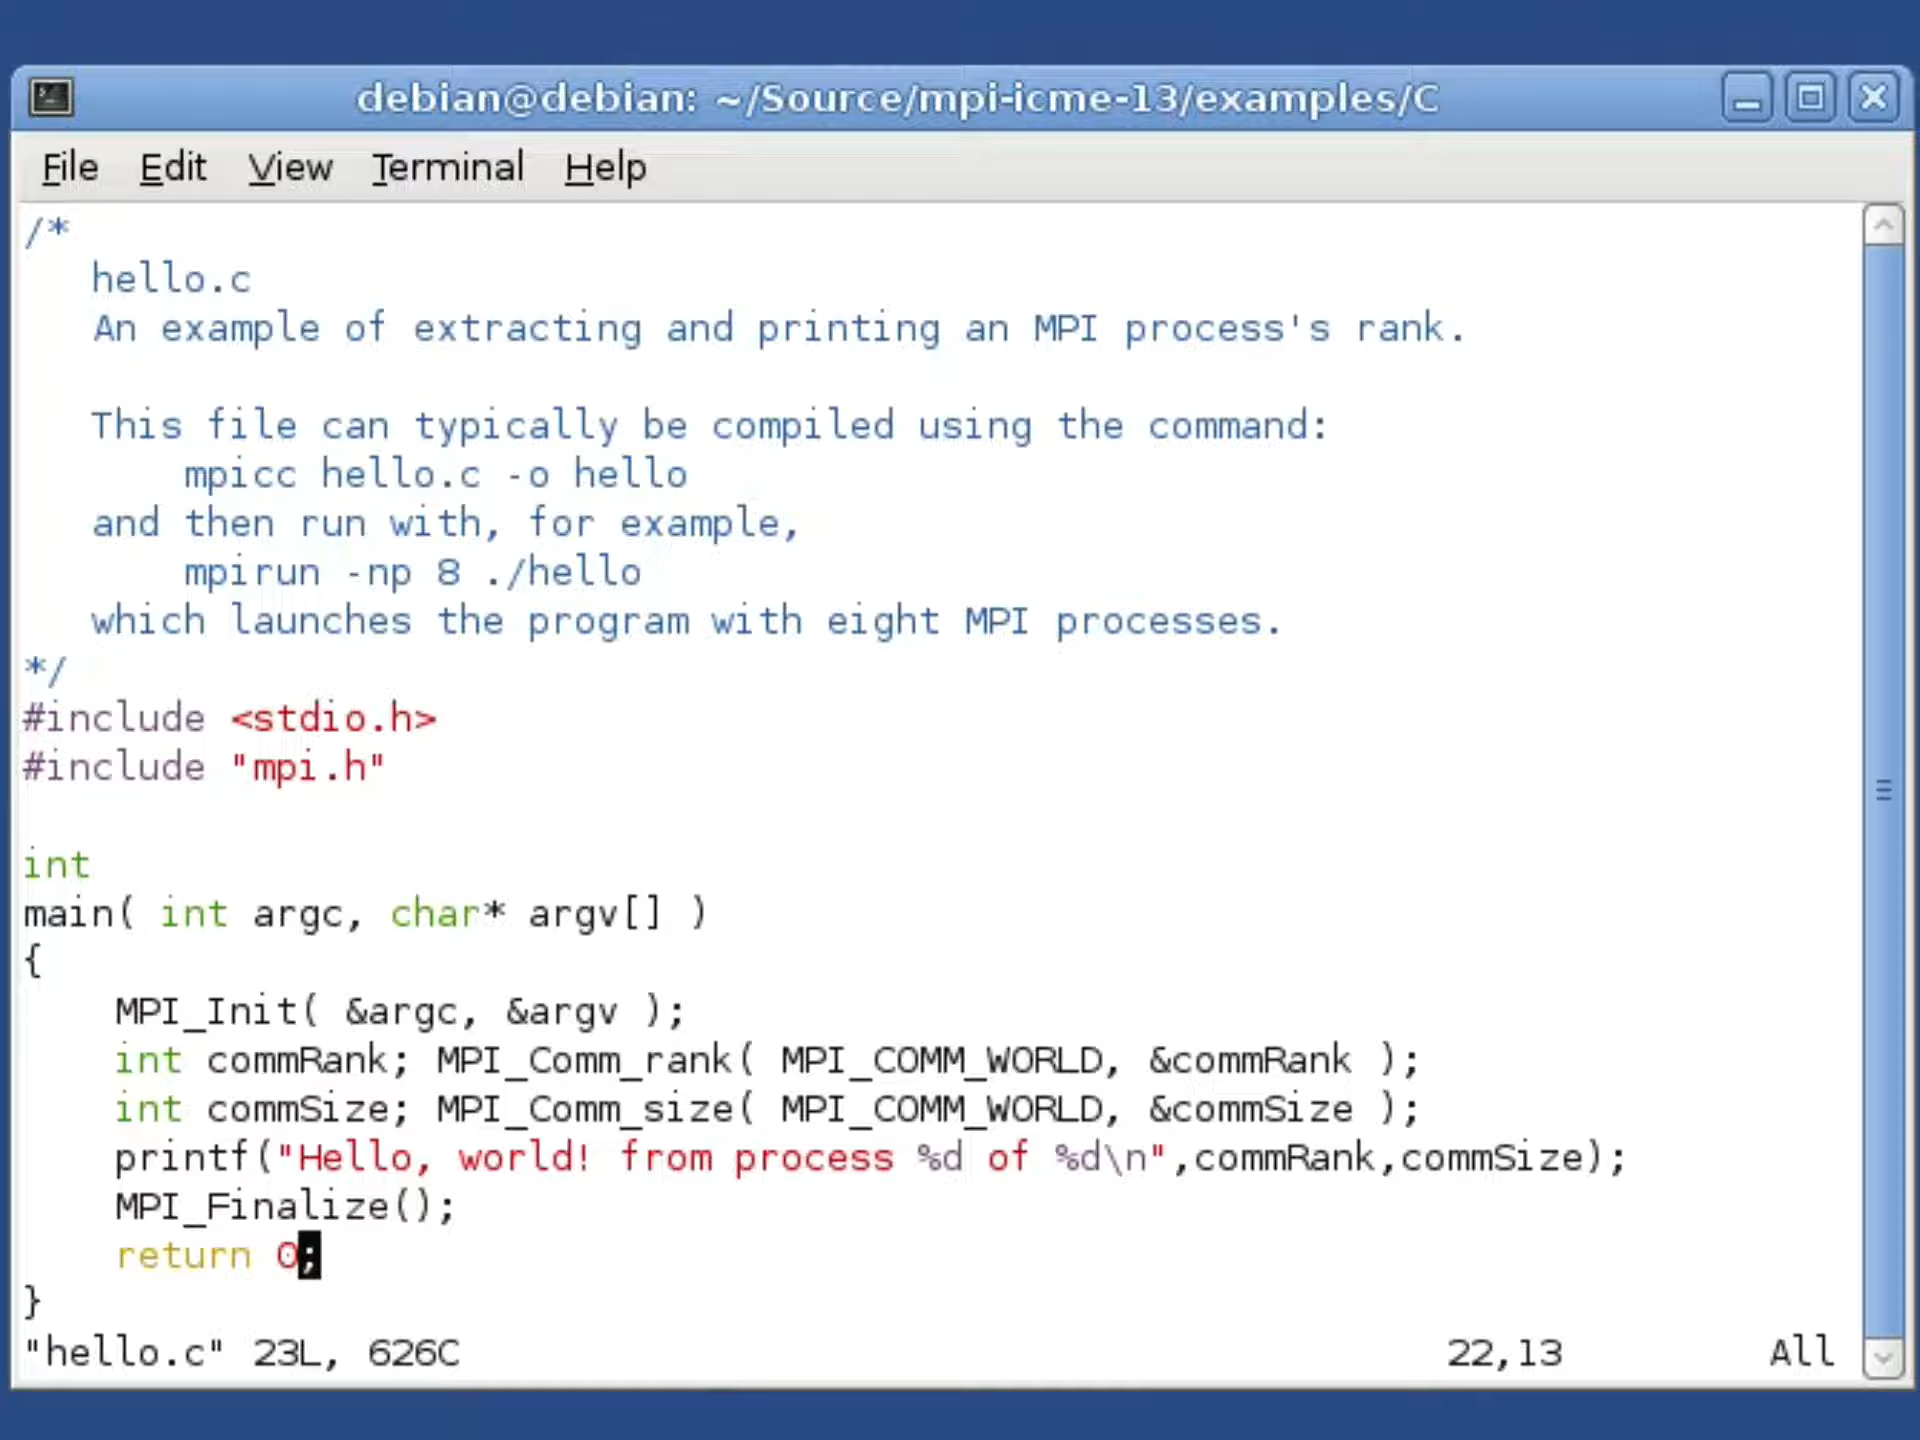 debian@debian: ~/Source/mpi-icme-13/examples/C
File Edit View Terminal Help
/*
   hello.c
   An example of extracting and printing an MPI process's rank.

   This file can typically be compiled using the command:
       mpicc hello.c -o hello
   and then run with, for example,
       mpirun -np 8 ./hello
   which launches the program with eight MPI processes.
*/
#include <stdio.h>
#include "mpi.h"

int
main( int argc, char* argv[] )
{
    MPI_Init( &argc, &argv );
    int commRank; MPI_Comm_rank( MPI_COMM_WORLD, &commRank );
    int commSize; MPI_Comm_size( MPI_COMM_WORLD, &commSize );
    printf("Hello, world! from process %d of %d\n",commRank,commSize);
    MPI_Finalize();
    return 0;
}
"hello.c" 23L, 626C 22,13 All